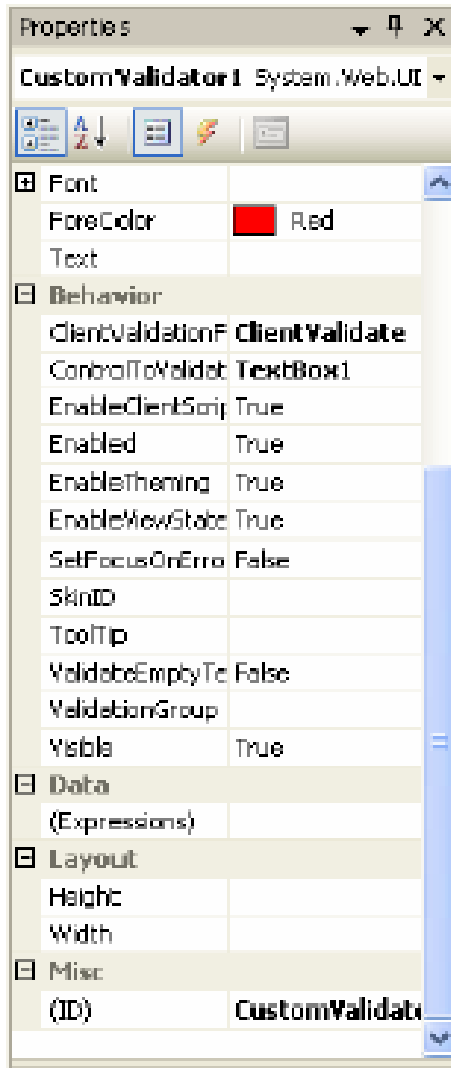 Properties
CustomValidator1 System.Web.UI
Font
ForeColor Red
Text
Behavior
ClientValidationF ClientValidate
ControlToValidat TextBox1
EnableClientScrip True
Enabled True
EnableTheming True
EnableViewState True
SetFocusOnErro False
SkinID
ToolTip
ValidateEmptyTe False
ValidationGroup
Visible True
Data
(Expressions)
Layout
Height
Width
Misc
(ID) CustomValidat